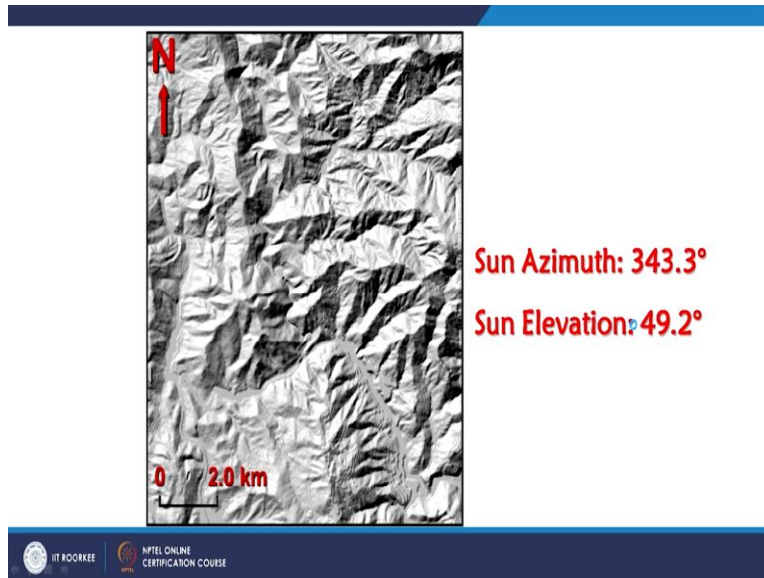 N
Sun Azimuth: 343.3°
Sun Elevation: 49.2°
0 2.0 km
IIT ROORKEE
NPTEL ONLINE
CERTIFICATION COURSE